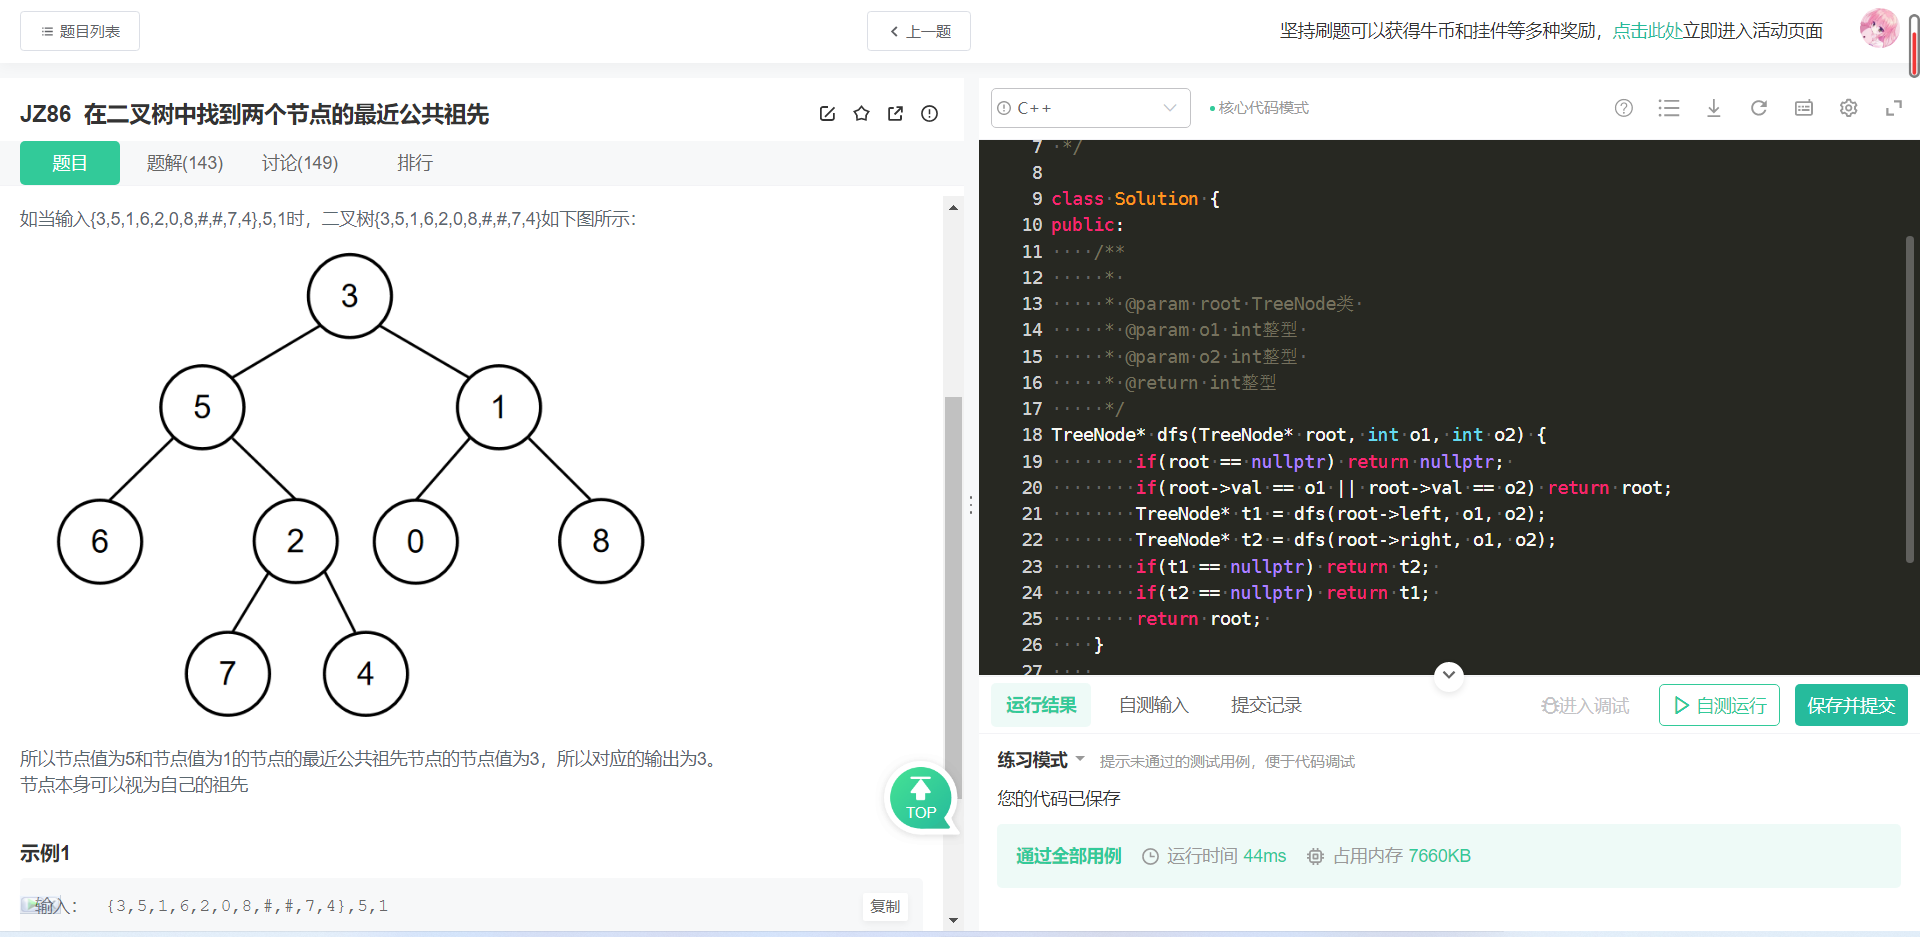 题目列表
上一题
坚持刷题可以获得牛币和挂件等多种奖励，点击此处立即进入活动页面
JZ86 在二叉树中找到两个节点的最近公共祖先
题目 题解(143) 讨论(149) 排行
如当输入{3,5,1,6,2,0,8,#,#,7,4},5,1时，二叉树{3,5,1,6,2,0,8,#,#,7,4}如下图所示：
3
5 1
6 2 0 8
7 4
所以节点值为5和节点值为1的节点的最近公共祖先节点的节点值为3，所以对应的输出为3。
节点本身可以视为自己的祖先
TOP
示例1
输入： {3,5,1,6,2,0,8,#,#,7,4},5,1
复制
C++
核心代码模式
7 */
8
9 class Solution {
10 public:
11 /**
12 *
13 * @param root TreeNode类
14 * @param o1 int整型
15 * @param o2 int整型
16 * @return int整型
17 */
18 TreeNode* dfs(TreeNode* root, int o1, int o2) {
19 if(root == nullptr) return nullptr;
20 if(root->val == o1 || root->val == o2) return root;
21 TreeNode* t1 = dfs(root->left, o1, o2);
22 TreeNode* t2 = dfs(root->right, o1, o2);
23 if(t1 == nullptr) return t2;
24 if(t2 == nullptr) return t1;
25 return root;
26 }
27
运行结果 自测输入 提交记录 进入调试 自测运行 保存并提交
练习模式 提示未通过的测试用例，便于代码调试
您的代码已保存
通过全部用例 运行时间 44ms 占用内存 7660KB